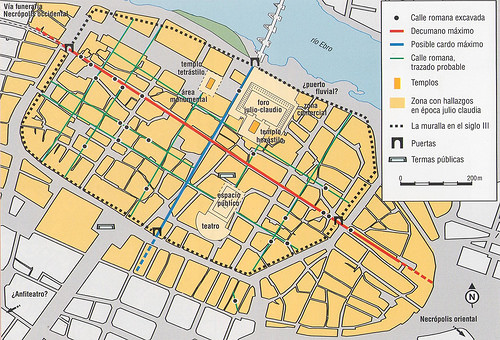 Vía funeraria
Necrópolis occidental
río Ebro
templo
tetrástilo
área
monumental
foro
julio-claudio
¿puerto
fluvial?
zona
comercial
templo
hexástilo
espacio
público
teatro
¿Anfiteatro?
Necrópolis oriental
N
Calle romana excavada
Decumano máximo
Posible cardo máximo
Calle romana,
trazado probable
Templos
Zona con hallazgos
en época julio claudia
La muralla en el siglo III
Puertas
Termas públicas
0 200 m